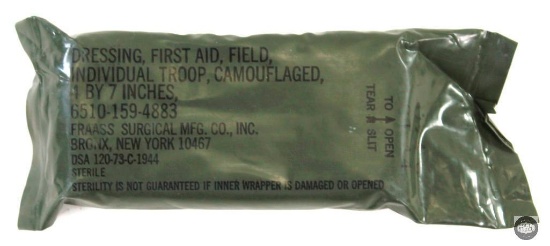 DRESSING, FIRST AID, FIELD,
INDIVIDUAL TROOP, CAMOUFLAGED,
4 BY 7 INCHES,
6510-159-4883
FRAASS SURGICAL MFG. CO., INC.
BRONX, NEW YORK 10467
DSA 120-73-C-1944
STERILE
STERILITY IS NOT GUARANTEED IF INNER WRAPPER IS DAMAGED OR OPENED
TO OPEN
TEAR SLIT